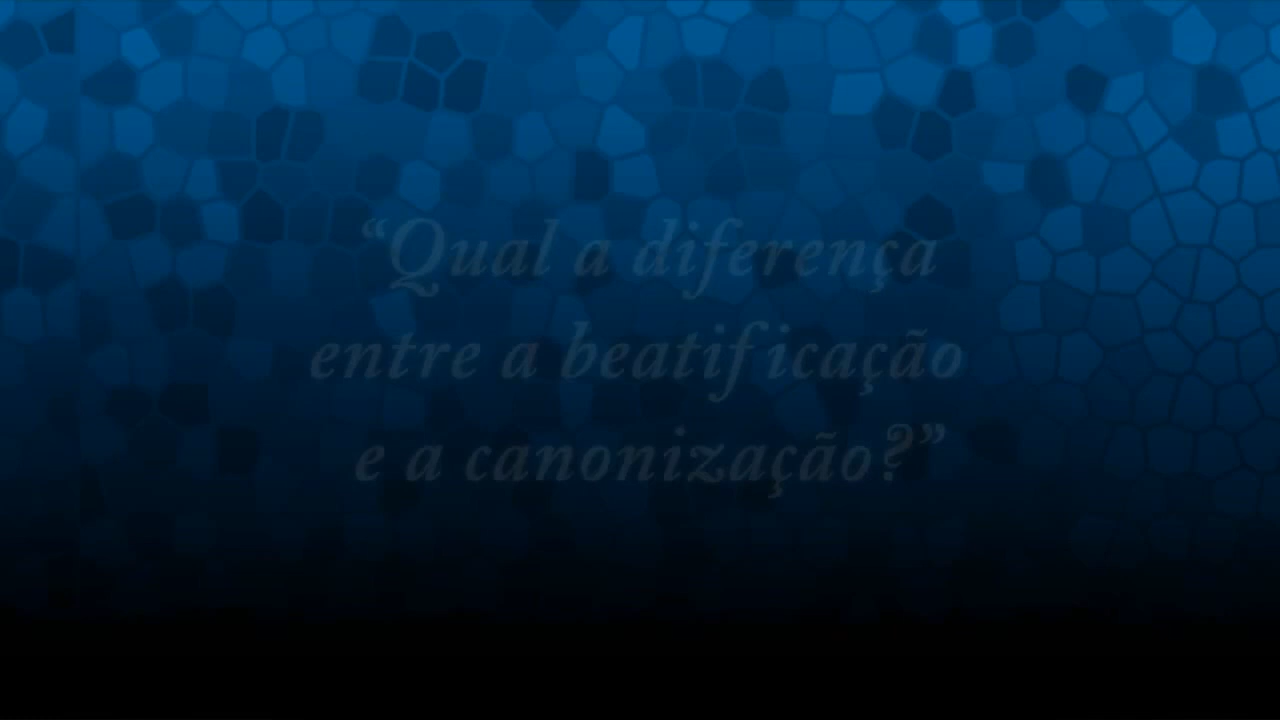 “Qual a diferença
entre a beatificação
e a canonização?”